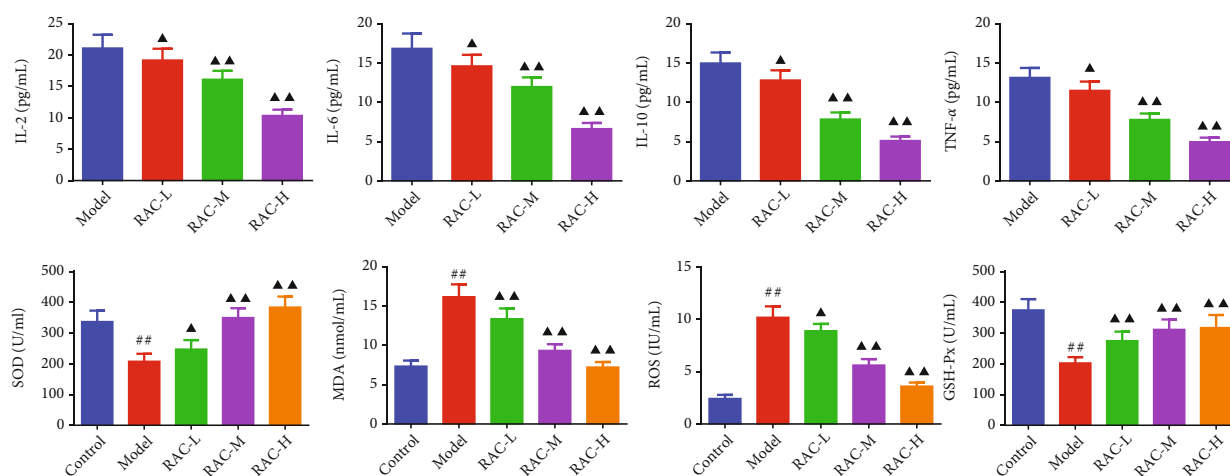 IL-2 (pg/mL)
25
20
15
10
5
0
▲
▲▲
▲▲
Model
RAC-L
RAC-M
RAC-H
IL-6 (pg/mL)
20
15
10
5
0
▲
▲▲
▲▲
Model
RAC-L
RAC-M
RAC-H
IL-10 (pg/mL)
20
15
10
5
0
▲
▲▲
▲▲
Model
RAC-L
RAC-M
RAC-H
TNF-α (pg/mL)
20
15
10
5
0
▲
▲▲
▲▲
Model
RAC-L
RAC-M
RAC-H
SOD (U/ml)
500
400
300
200
100
0
##
▲
▲▲
▲▲
Control
Model
RAC-L
RAC-M
RAC-H
MDA (nmol/mL)
20
15
10
5
0
##
▲▲
▲▲
▲▲
Control
Model
RAC-L
RAC-M
RAC-H
ROS (IU/mL)
15
10
5
0
##
▲
▲▲
▲▲
Control
Model
RAC-L
RAC-M
RAC-H
GSH-Px (U/mL)
500
400
300
200
100
0
##
▲▲
▲▲
▲▲
Control
Model
RAC-L
RAC-M
RAC-H